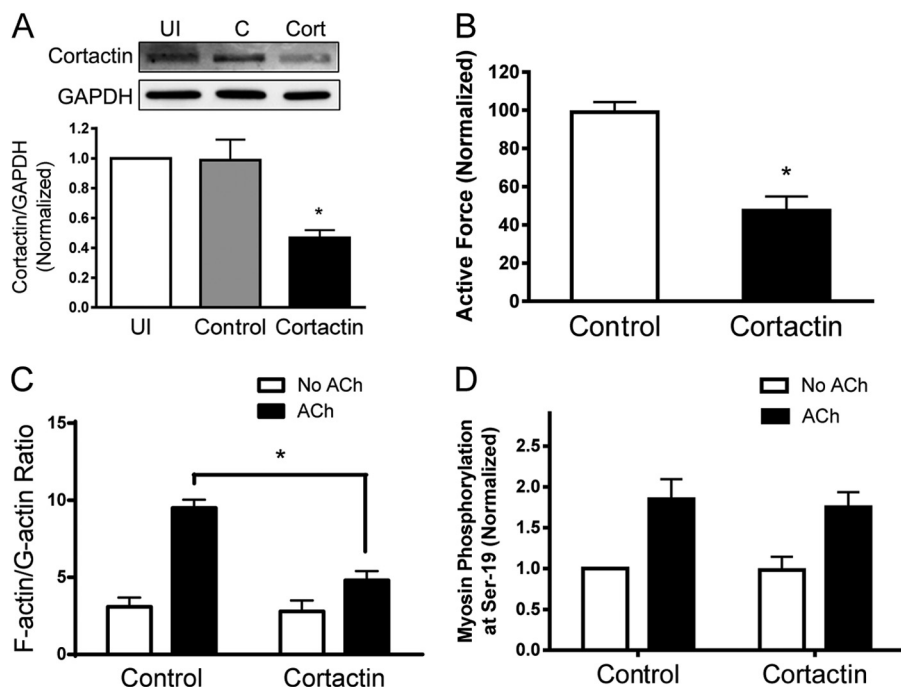 A
UI C Cort
Cortactin
GAPDH
Cortactin/GAPDH
(Normalized)
1.2
1.0
0.8
0.6
0.4
0.2
0.0
*
UI Control Cortactin
B
Active Force (Normalized)
120
100
80
60
40
20
0
*
Control Cortactin
C
No ACh
ACh
F-actin/G-actin Ratio
15
10
5
0
*
Control Cortactin
D
No ACh
ACh
Myosin Phosphorylation
at Ser-19 (Normalized)
2.5
2.0
1.5
1.0
0.5
0.0
Control Cortactin